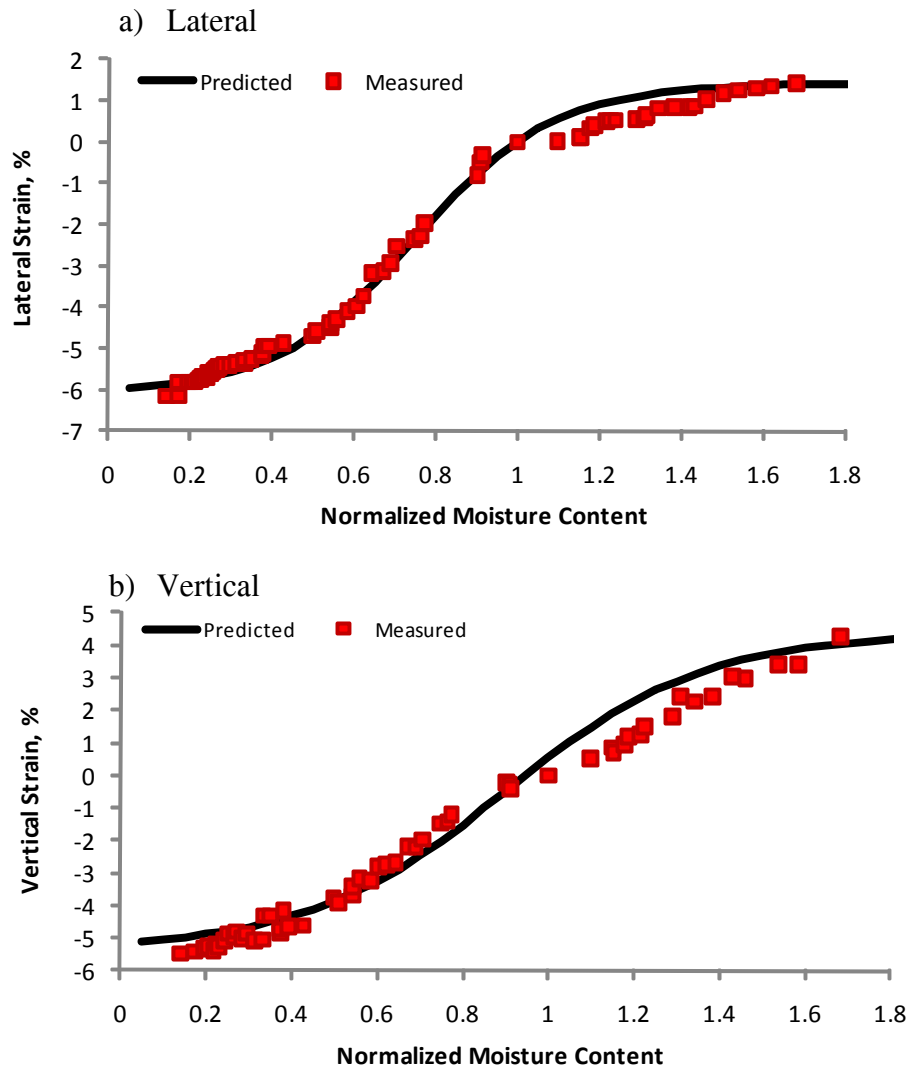 a) Lateral
Predicted Measured
2
1
0
-1
-2
-3
-4
-5
-6
-7
Lateral Strain, %
0 0.2 0.4 0.6 0.8 1 1.2 1.4 1.6 1.8
Normalized Moisture Content
b) Vertical
Predicted Measured
5
4
3
2
1
0
-1
-2
-3
-4
-5
-6
Vertical Strain, %
0 0.2 0.4 0.6 0.8 1 1.2 1.4 1.6 1.8
Normalized Moisture Content